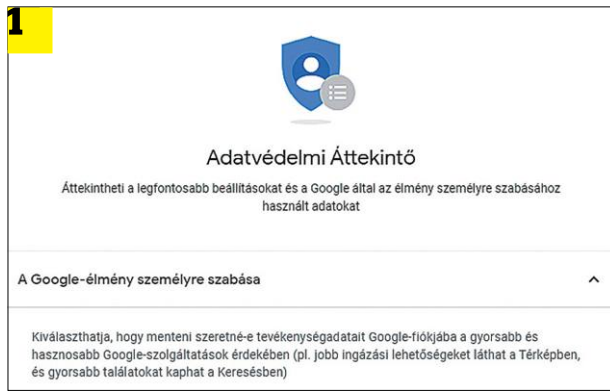 1
Adatvédelmi Áttekintő
Áttekintheti a legfontosabb beállításokat és a Google által az élmény személyre szabásához
használt adatokat
A Google-élmény személyre szabása
Kiválaszthatja, hogy menteni szeretné-e tevékenységadatait Google-fiókjába a gyorsabb és
hasznosabb Google-szolgáltatások érdekében (pl. jobb ingázási lehetőségeket láthat a Térképben,
és gyorsabb találatokat kaphat a Keresésben)